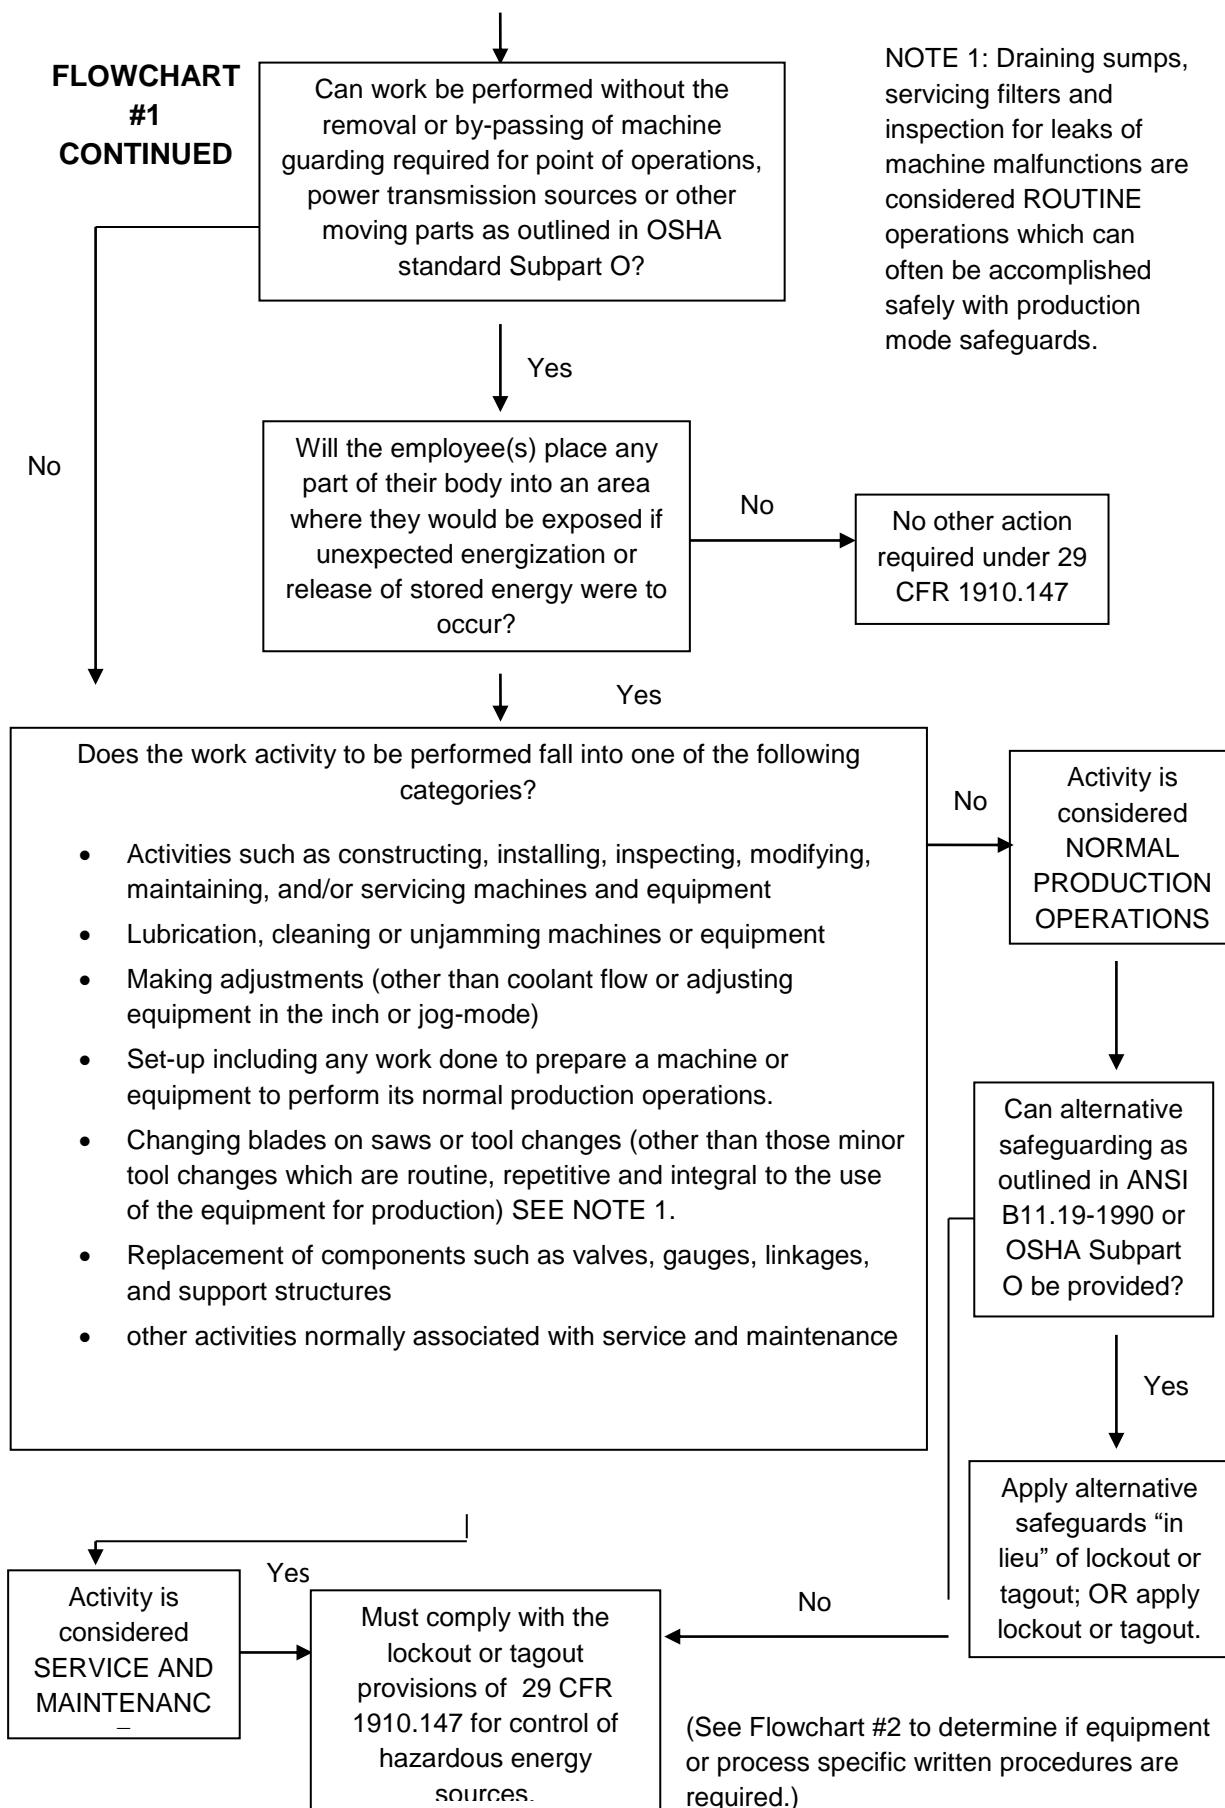 FLOWCHART
#1
CONTINUED
Can work be performed without the
removal or by-passing of machine
guarding required for point of operations,
power transmission sources or other
moving parts as outlined in OSHA
standard Subpart O?
NOTE 1: Draining sumps,
servicing filters and
inspection for leaks of
machine malfunctions are
considered ROUTINE
operations which can
often be accomplished
safely with production
mode safeguards.
Yes
No
Will the employee(s) place any
part of their body into an area
where they would be exposed if
unexpected energization or
release of stored energy were to
occur?
No
No other action
required under 29
CFR 1910.147
Yes
Does the work activity to be performed fall into one of the following
categories?
• Activities such as constructing, installing, inspecting, modifying,
maintaining, and/or servicing machines and equipment
• Lubrication, cleaning or unjamming machines or equipment
• Making adjustments (other than coolant flow or adjusting
equipment in the inch or jog-mode)
• Set-up including any work done to prepare a machine or
equipment to perform its normal production operations.
• Changing blades on saws or tool changes (other than those minor
tool changes which are routine, repetitive and integral to the use
of the equipment for production) SEE NOTE 1.
• Replacement of components such as valves, gauges, linkages,
and support structures
• other activities normally associated with service and maintenance
No
Activity is
considered
NORMAL
PRODUCTION
OPERATIONS
Can alternative
safeguarding as
outlined in ANSI
B11.19-1990 or
OSHA Subpart
O be provided?
Yes
Apply alternative
safeguards “in
lieu” of lockout or
tagout; OR apply
lockout or tagout.
Yes
Activity is
considered
SERVICE AND
MAINTENANC
Must comply with the
lockout or tagout
provisions of  29 CFR
1910.147 for control of
hazardous energy
sources.
No
(See Flowchart #2 to determine if equipment
or process specific written procedures are
required.)